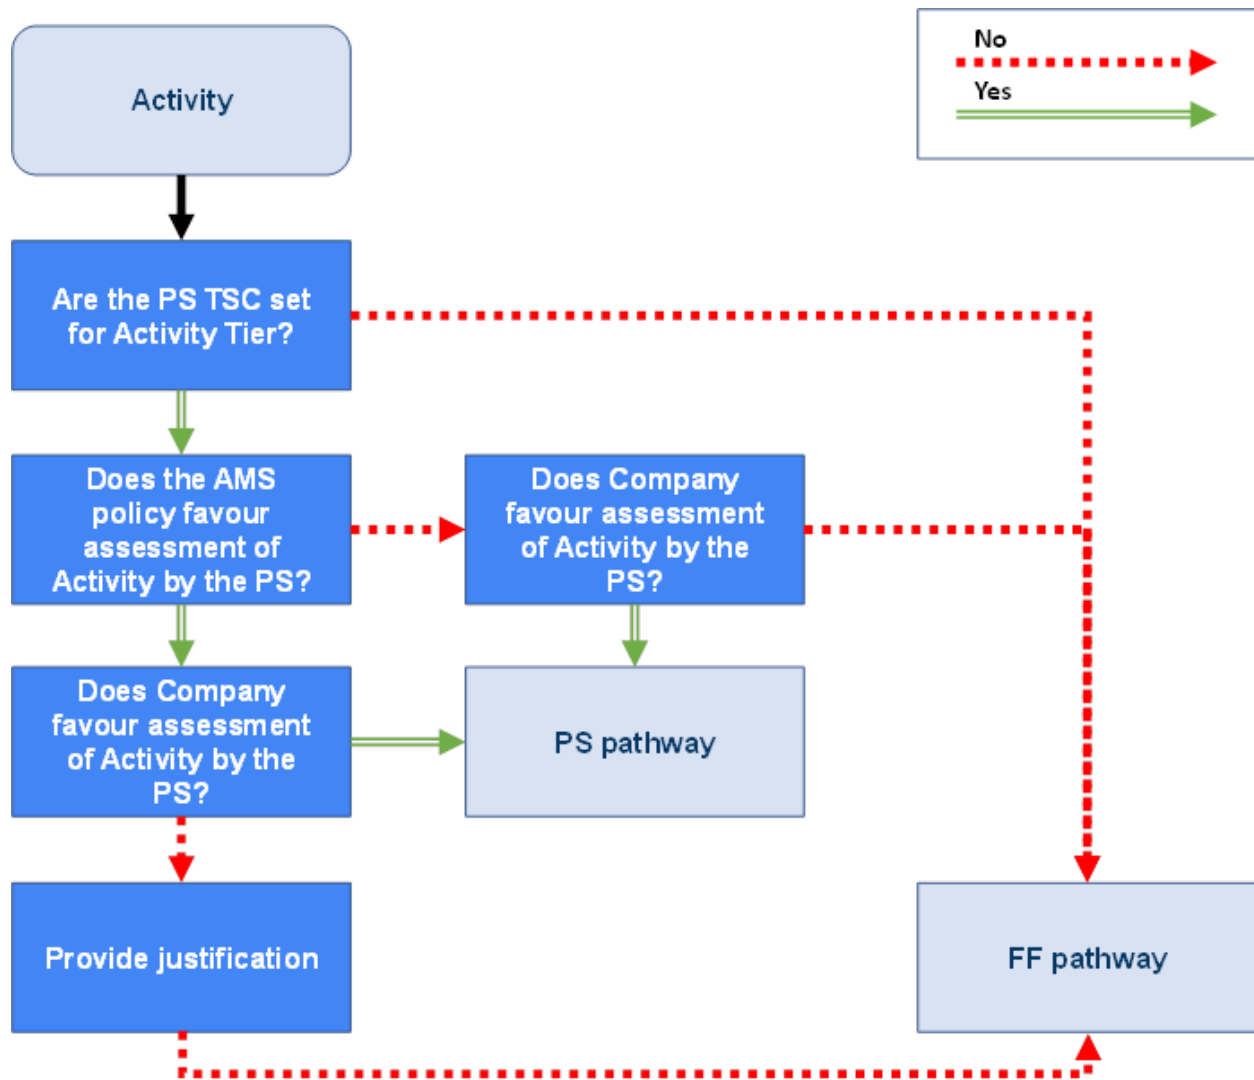 Activity
No
Yes
Are the PS TSC set
for Activity Tier?
Does the AMS
policy favour
assessment of
Activity by the PS?
Does Company
favour assessment
of Activity by the
PS?
Does Company
favour assessment
of Activity by the
PS?
PS pathway
Provide justification
FF pathway